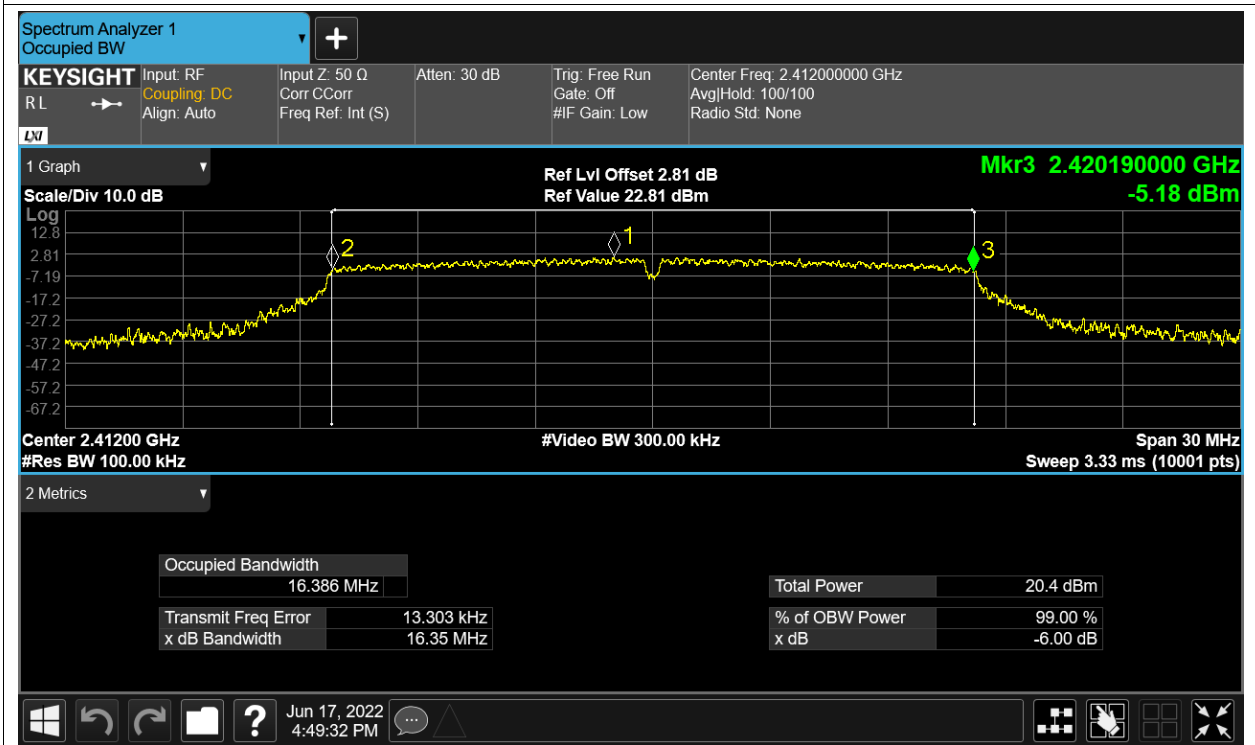 Spectrum Analyzer 1
Occupied BW
KEYSIGHT
R L
LXI
Input: RF
Coupling: DC
Align: Auto
Input Z: 50 Ω
Corr CCorr
Freq Ref: Int (S)
Atten: 30 dB
Trig: Free Run
Gate: Off
#IF Gain: Low
Center Freq: 2.412000000 GHz
Avg|Hold: 100/100
Radio Std: None
1 Graph
Scale/Div 10.0 dB
Ref Lvl Offset 2.81 dB
Ref Value 22.81 dBm
Mkr3 2.420190000 GHz
-5.18 dBm
Log
12.8
2.81
-7.19
-17.2
-27.2
-37.2
-47.2
-57.2
-67.2
2
1
3
Center 2.41200 GHz
#Res BW 100.00 kHz
#Video BW 300.00 kHz
Span 30 MHz
Sweep 3.33 ms (10001 pts)
2 Metrics
Occupied Bandwidth
16.386 MHz
Transmit Freq Error 13.303 kHz
x dB Bandwidth 16.35 MHz
Total Power 20.4 dBm
% of OBW Power 99.00 %
x dB -6.00 dB
?
Jun 17, 2022
4:49:32 PM